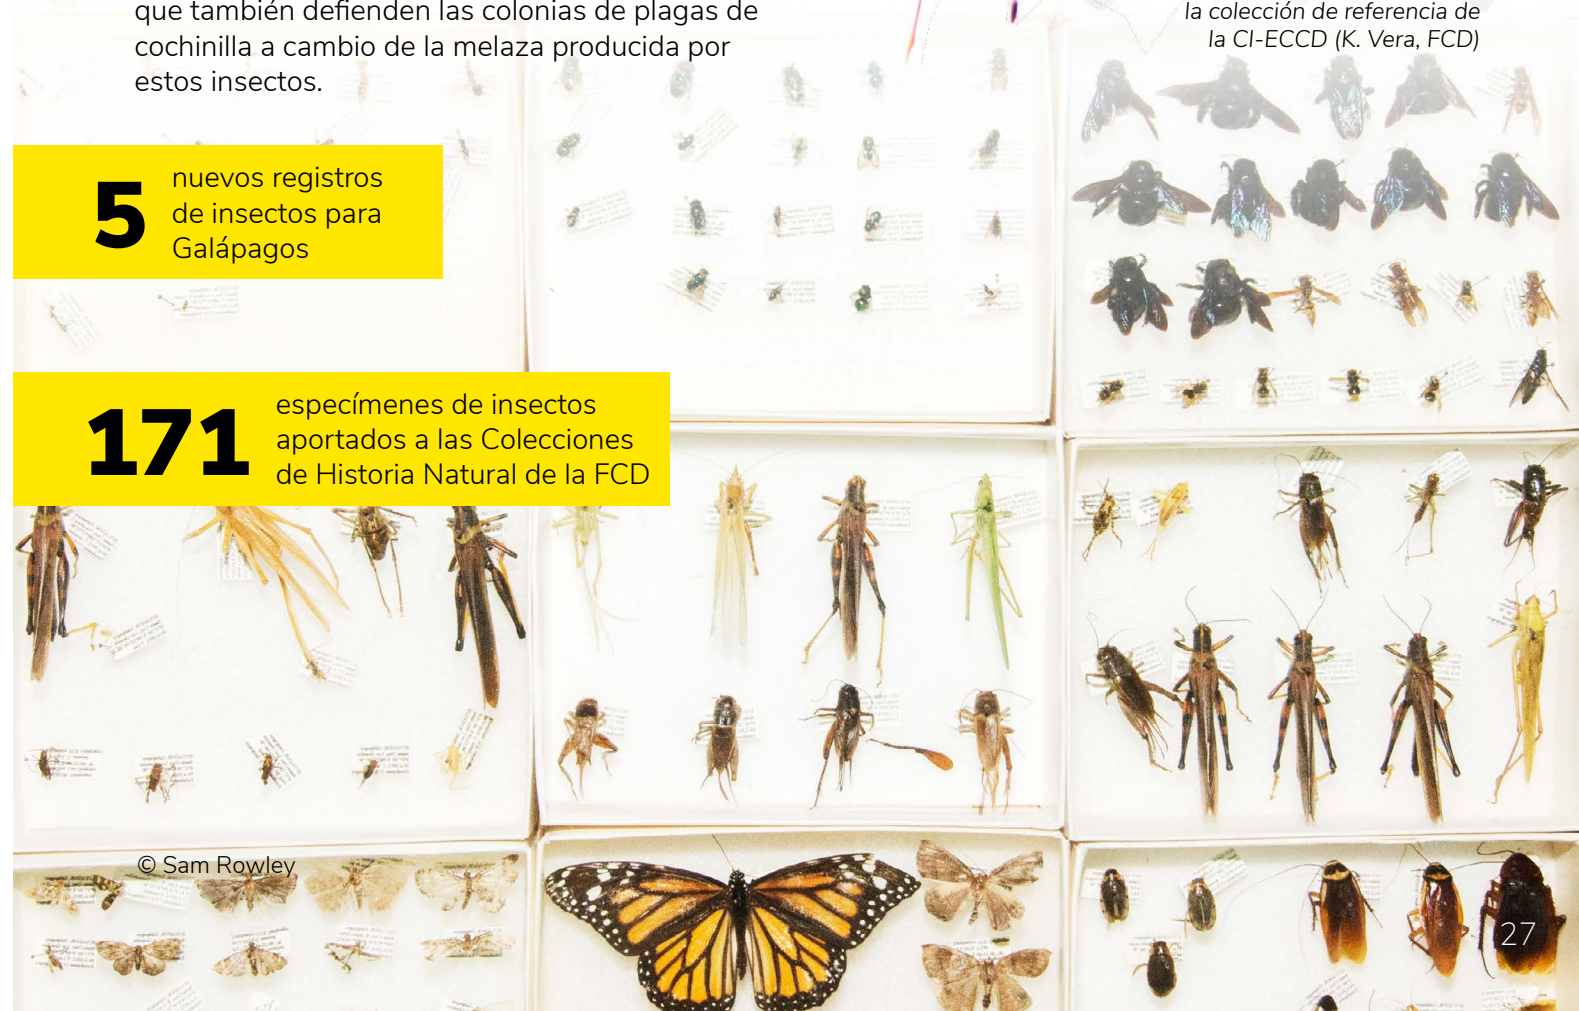 que también defienden las colonias de plagas de
cochinilla a cambio de la melaza producida por
estos insectos.
la colección de referencia de
la CI-ECCD (K. Vera, FCD)
5
nuevos registros
de insectos para
Galápagos
171
especímenes de insectos
aportados a las Colecciones
de Historia Natural de la FCD
© Sam Rowley
27